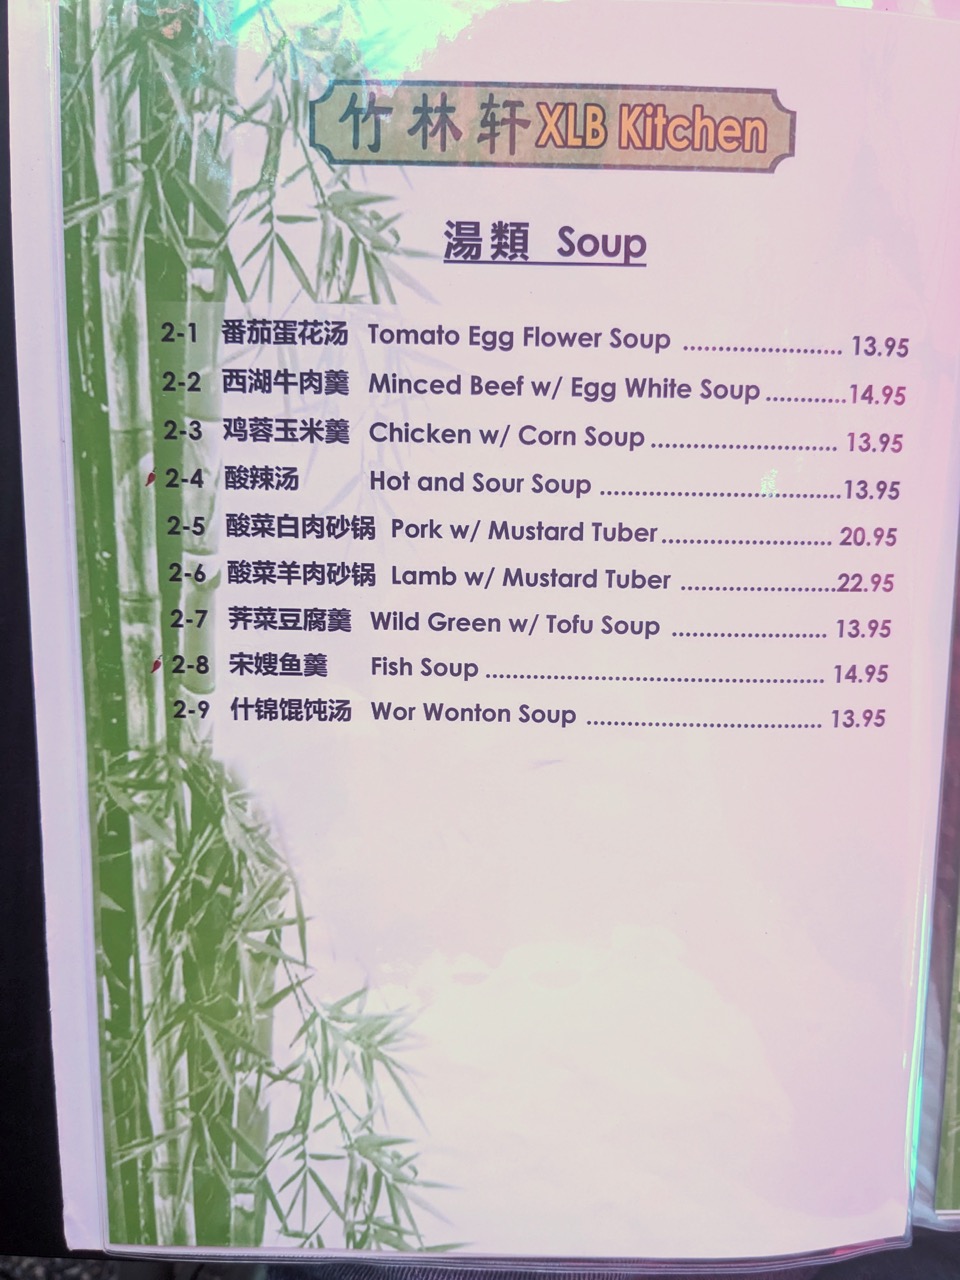 竹林轩 XLB Kitchen
湯類 Soup
2-1 番茄蛋花汤 Tomato Egg Flower Soup ........................ 13.95
2-2 西湖牛肉羹 Minced Beef w/ Egg White Soup ............14.95
2-3 鸡蓉玉米羹 Chicken w/ Corn Soup ........................... 13.95
2-4 酸辣汤 Hot and Sour Soup ...................................13.95
2-5 酸菜白肉砂锅 Pork w/ Mustard Tuber......................... 20.95
2-6 酸菜羊肉砂锅 Lamb w/ Mustard Tuber .......................22.95
2-7 荠菜豆腐羹 Wild Green w/ Tofu Soup ....................... 13.95
2-8 宋嫂鱼羹 Fish Soup .................................................. 14.95
2-9 什锦馄饨汤 Wor Wonton Soup ................................... 13.95